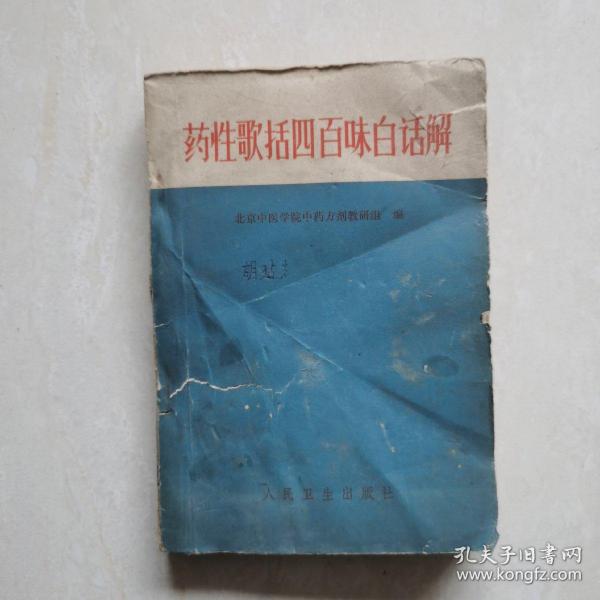 药性歌括四百味白话解
北京中医学院中药方剂教研组 编
胡
人民卫生出版社
孔夫子旧书网
www.kongfz.com